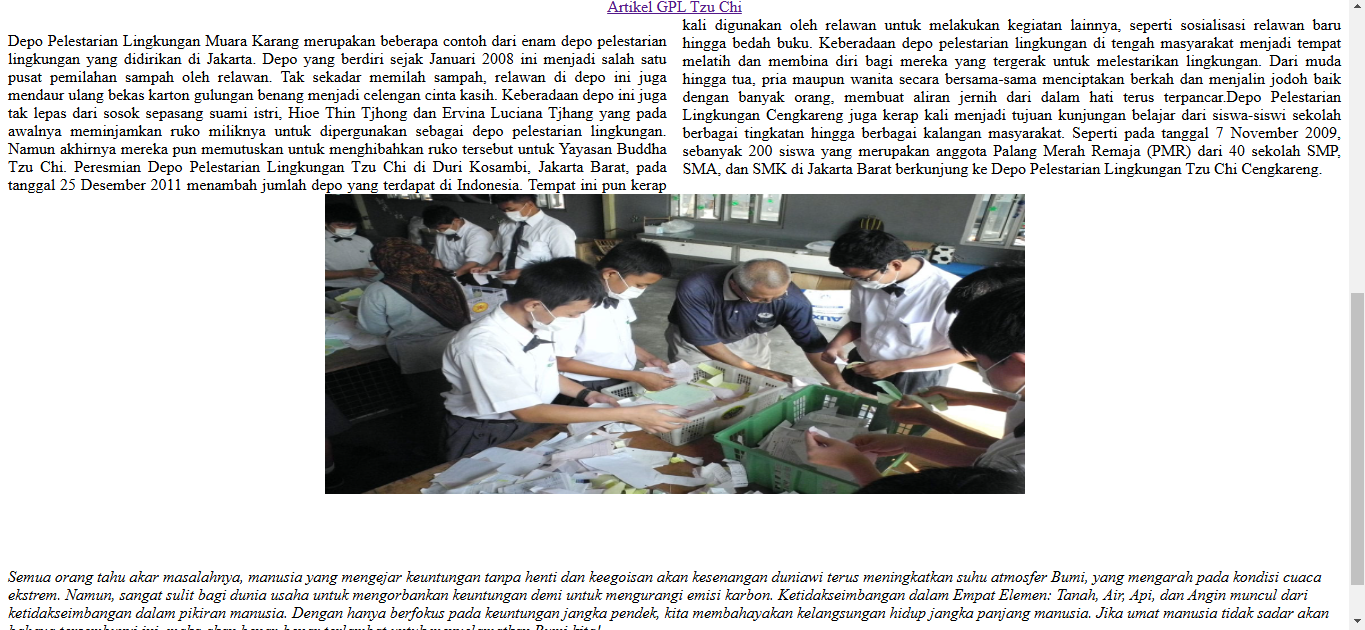 Artikel GPL Tzu Chi
Depo Pelestarian Lingkungan Muara Karang merupakan beberapa contoh dari enam depo pelestarian
lingkungan yang didirikan di Jakarta. Depo yang berdiri sejak Januari 2008 ini menjadi salah satu
pusat pemilahan sampah oleh relawan. Tak sekadar memilah sampah, relawan di depo ini juga
mendaur ulang bekas karton gulungan benang menjadi celengan cinta kasih. Keberadaan depo ini juga
tak lepas dari sosok sepasang suami istri, Hioe Thin Tjhong dan Ervina Luciana Tjhang yang pada
awalnya meminjamkan ruko miliknya untuk dipergunakan sebagai depo pelestarian lingkungan.
Namun akhirnya mereka pun memutuskan untuk menghibahkan ruko tersebut untuk Yayasan Buddha
Tzu Chi. Peresmian Depo Pelestarian Lingkungan Tzu Chi di Duri Kosambi, Jakarta Barat, pada
tanggal 25 Desember 2011 menambah jumlah depo yang terdapat di Indonesia. Tempat ini pun kerap
kali digunakan oleh relawan untuk melakukan kegiatan lainnya, seperti sosialisasi relawan baru
hingga bedah buku. Keberadaan depo pelestarian lingkungan di tengah masyarakat menjadi tempat
melatih dan membina diri bagi mereka yang tergerak untuk melestarikan lingkungan. Dari muda
hingga tua, pria maupun wanita secara bersama-sama menciptakan berkah dan menjalin jodoh baik
dengan banyak orang, membuat aliran jernih dari dalam hati terus terpancar.Depo Pelestarian
Lingkungan Cengkareng juga kerap kali menjadi tujuan kunjungan belajar dari siswa-siswi sekolah
berbagai tingkatan hingga berbagai kalangan masyarakat. Seperti pada tanggal 7 November 2009,
sebanyak 200 siswa yang merupakan anggota Palang Merah Remaja (PMR) dari 40 sekolah SMP,
SMA, dan SMK di Jakarta Barat berkunjung ke Depo Pelestarian Lingkungan Tzu Chi Cengkareng.
AUX
Semua orang tahu akar masalahnya, manusia yang mengejar keuntungan tanpa henti dan keegoisan akan kesenangan duniawi terus meningkatkan suhu atmosfer Bumi, yang mengarah pada kondisi cuaca
ekstrem. Namun, sangat sulit bagi dunia usaha untuk mengorbankan keuntungan demi untuk mengurangi emisi karbon. Ketidakseimbangan dalam Empat Elemen: Tanah, Air, Api, dan Angin muncul dari
ketidakseimbangan dalam pikiran manusia. Dengan hanya berfokus pada keuntungan jangka pendek, kita membahayakan kelangsungan hidup jangka panjang manusia. Jika umat manusia tidak sadar akan